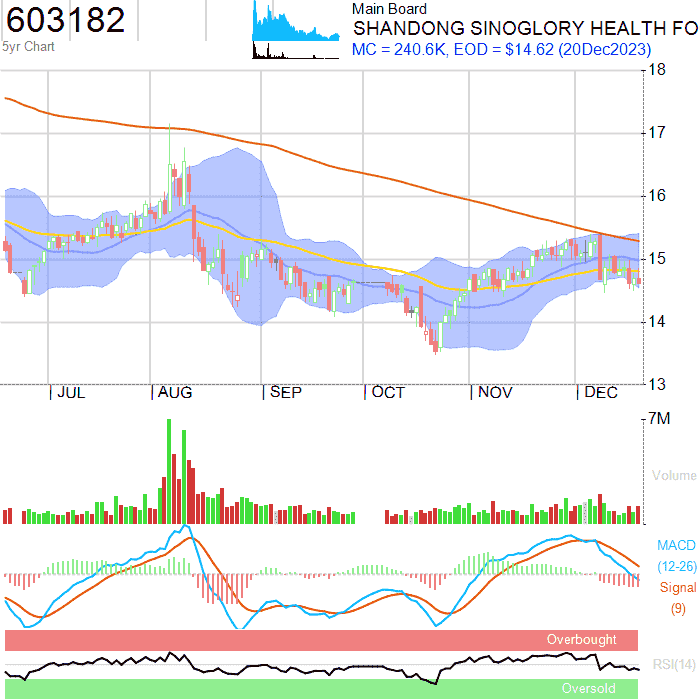 603182
5yr Chart
Main Board
SHANDONG SINOGLORY HEALTH FO
MC = 240.6K, EOD = $14.62 (20Dec2023)
18
17
16
15
14
13
JUL AUG SEP OCT NOV DEC
7M
Volume
MACD
(12-26)
Signal
(9)
Overbought
RSI(14)
Oversold